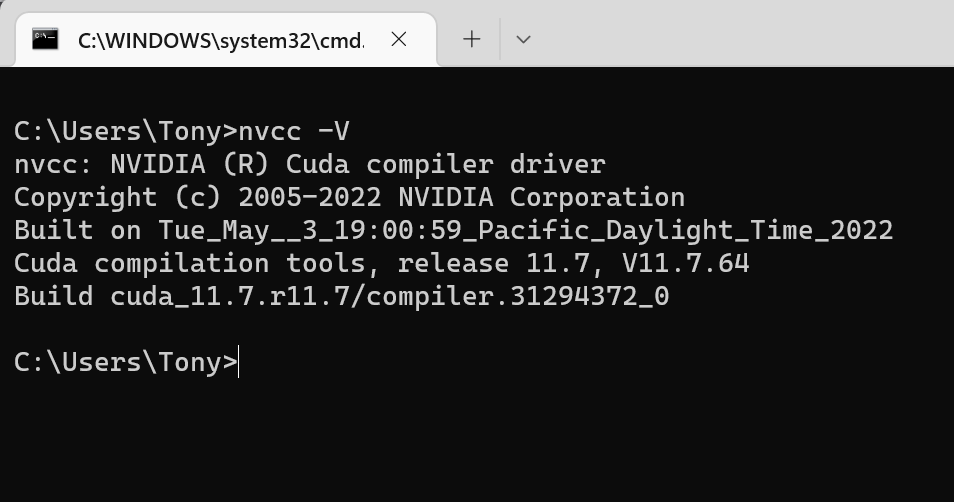 C:\WINDOWS\system32\cmd.
C:\Users\Tony>nvcc -V
nvcc: NVIDIA (R) Cuda compiler driver
Copyright (c) 2005-2022 NVIDIA Corporation
Built on Tue_May__3_19:00:59_Pacific_Daylight_Time_2022
Cuda compilation tools, release 11.7, V11.7.64
Build cuda_11.7.r11.7/compiler.31294372_0
C:\Users\Tony>